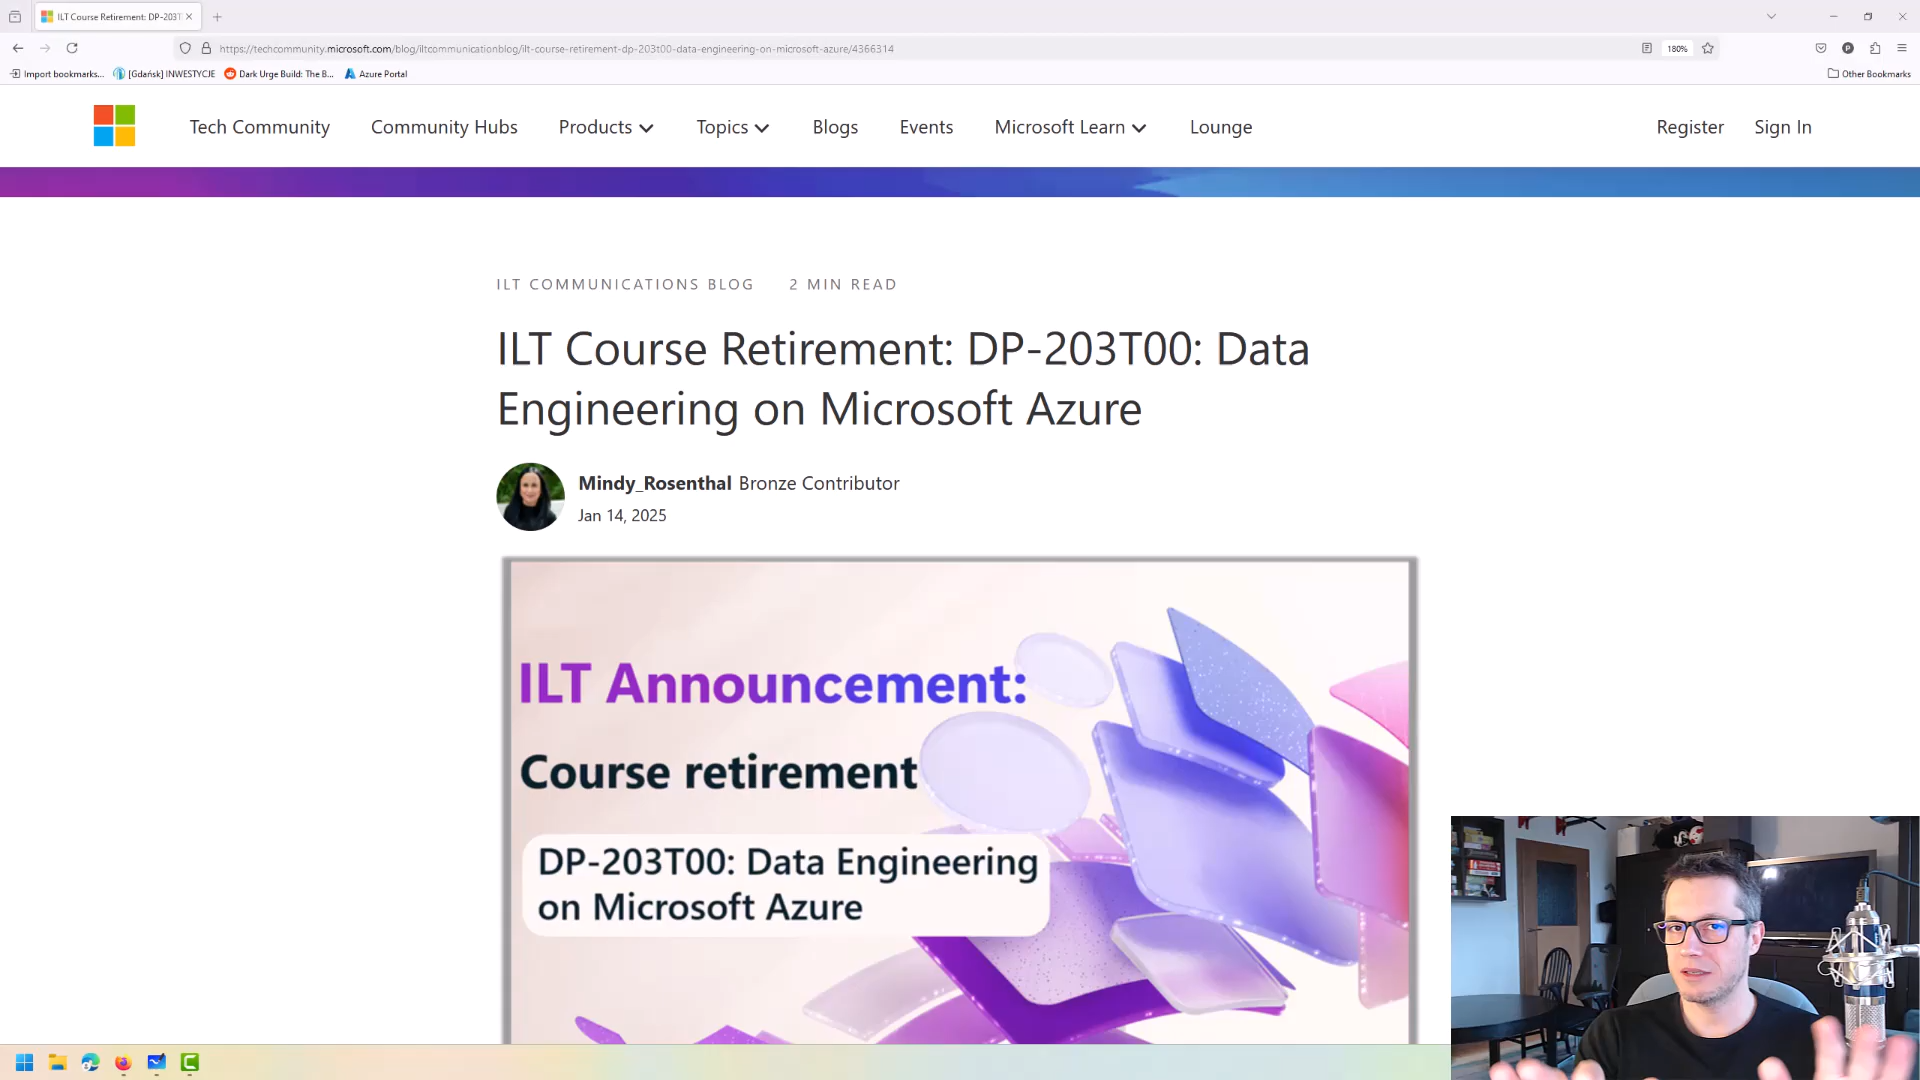 ILT Course Retirement: DP-203T
https://techcommunity.microsoft.com/blog/iltcommunicationblog/ilt-course-retirement-dp-203t00-data-engineering-on-microsoft-azure/4366314
180%
Import bookmarks...
[Gdańsk] INWESTYCJE
Dark Urge Build: The B...
Azure Portal
Other Bookmarks
Tech Community
Community Hubs
Products
Topics
Blogs
Events
Microsoft Learn
Lounge
Register
Sign In
ILT COMMUNICATIONS BLOG
2 MIN READ
ILT Course Retirement: DP-203T00: Data
Engineering on Microsoft Azure
Mindy_Rosenthal Bronze Contributor
Jan 14, 2025
ILT Announcement:
Course retirement
DP-203T00: Data Engineering
on Microsoft Azure